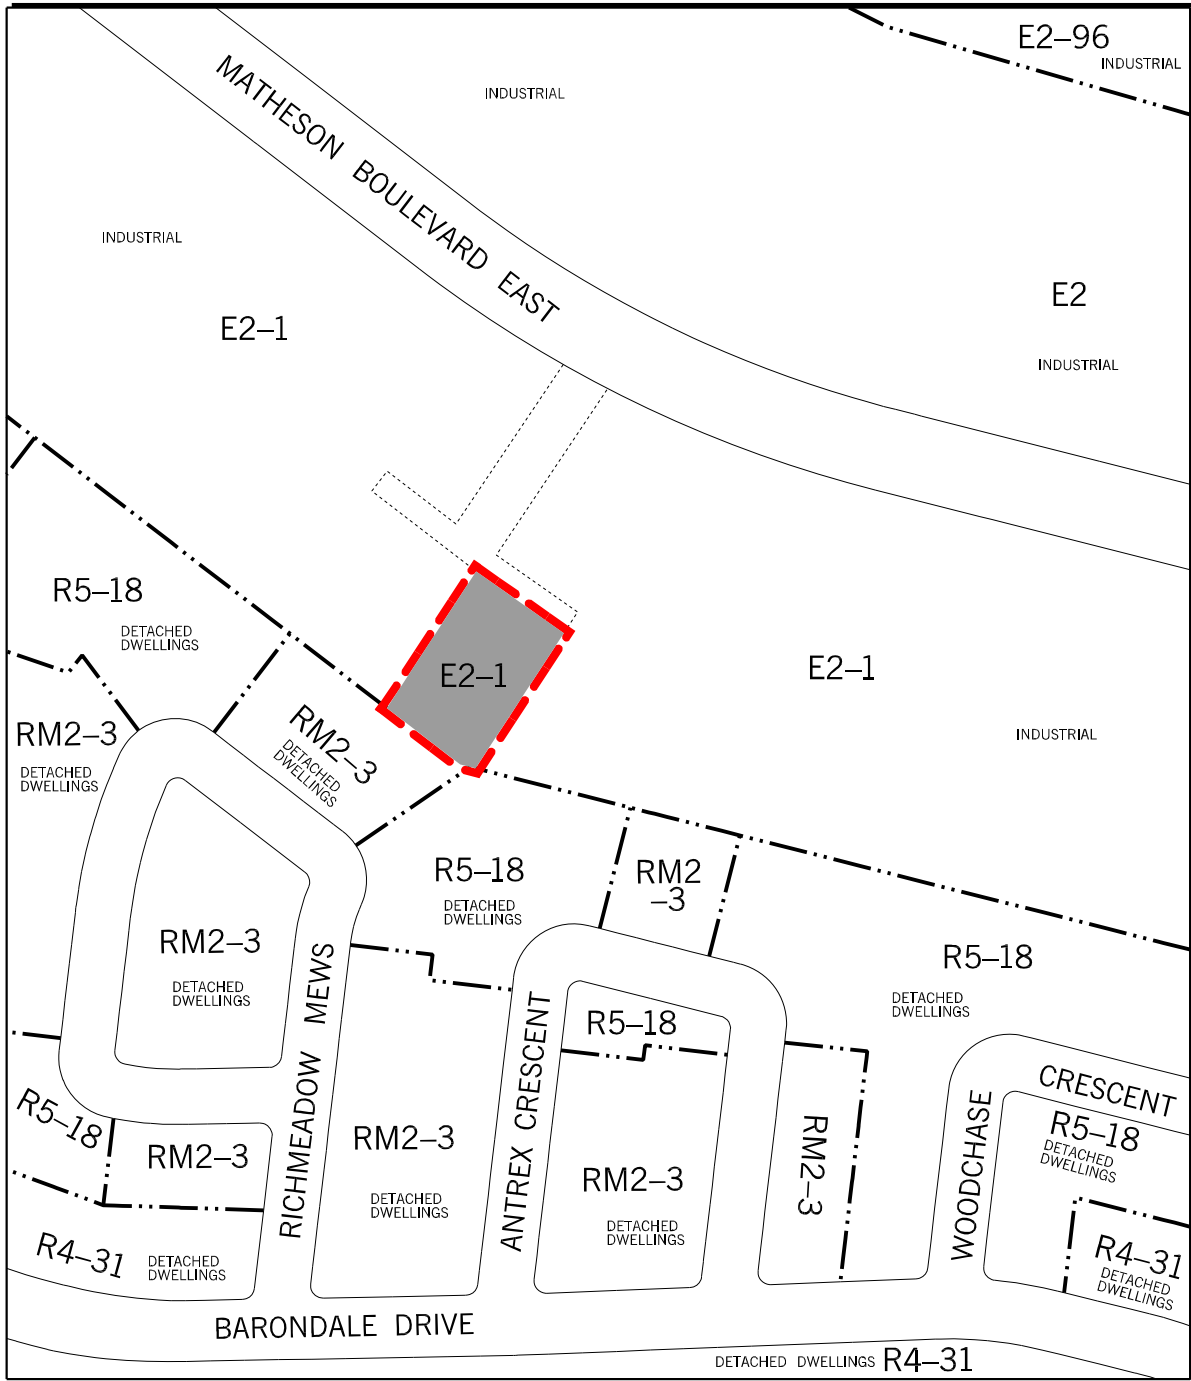 E2–96
INDUSTRIAL
INDUSTRIAL
MATHESON BOULEVARD EAST
INDUSTRIAL
E2
E2–1
INDUSTRIAL
R5–18
DETACHED
DWELLINGS
E2–1
E2–1
RM2–3
DETACHED
DWELLINGS
RM2–3
DETACHED
DWELLINGS
INDUSTRIAL
R5–18
DETACHED
DWELLINGS
RM2
–3
RM2–3
DETACHED
DWELLINGS
R5–18
DETACHED
DWELLINGS
RICHMEADOW MEWS
ANTREX CRESCENT
R5–18
WOODCHASE
CRESCENT
R5–18
RM2–3
RM2–3
DETACHED
DWELLINGS
RM2–3
DETACHED
DWELLINGS
RM2–3
R5–18
DETACHED
DWELLINGS
R4–31
DETACHED
DWELLINGS
R4–31
DETACHED
DWELLINGS
BARONDALE DRIVE
DETACHED DWELLINGS R4–31